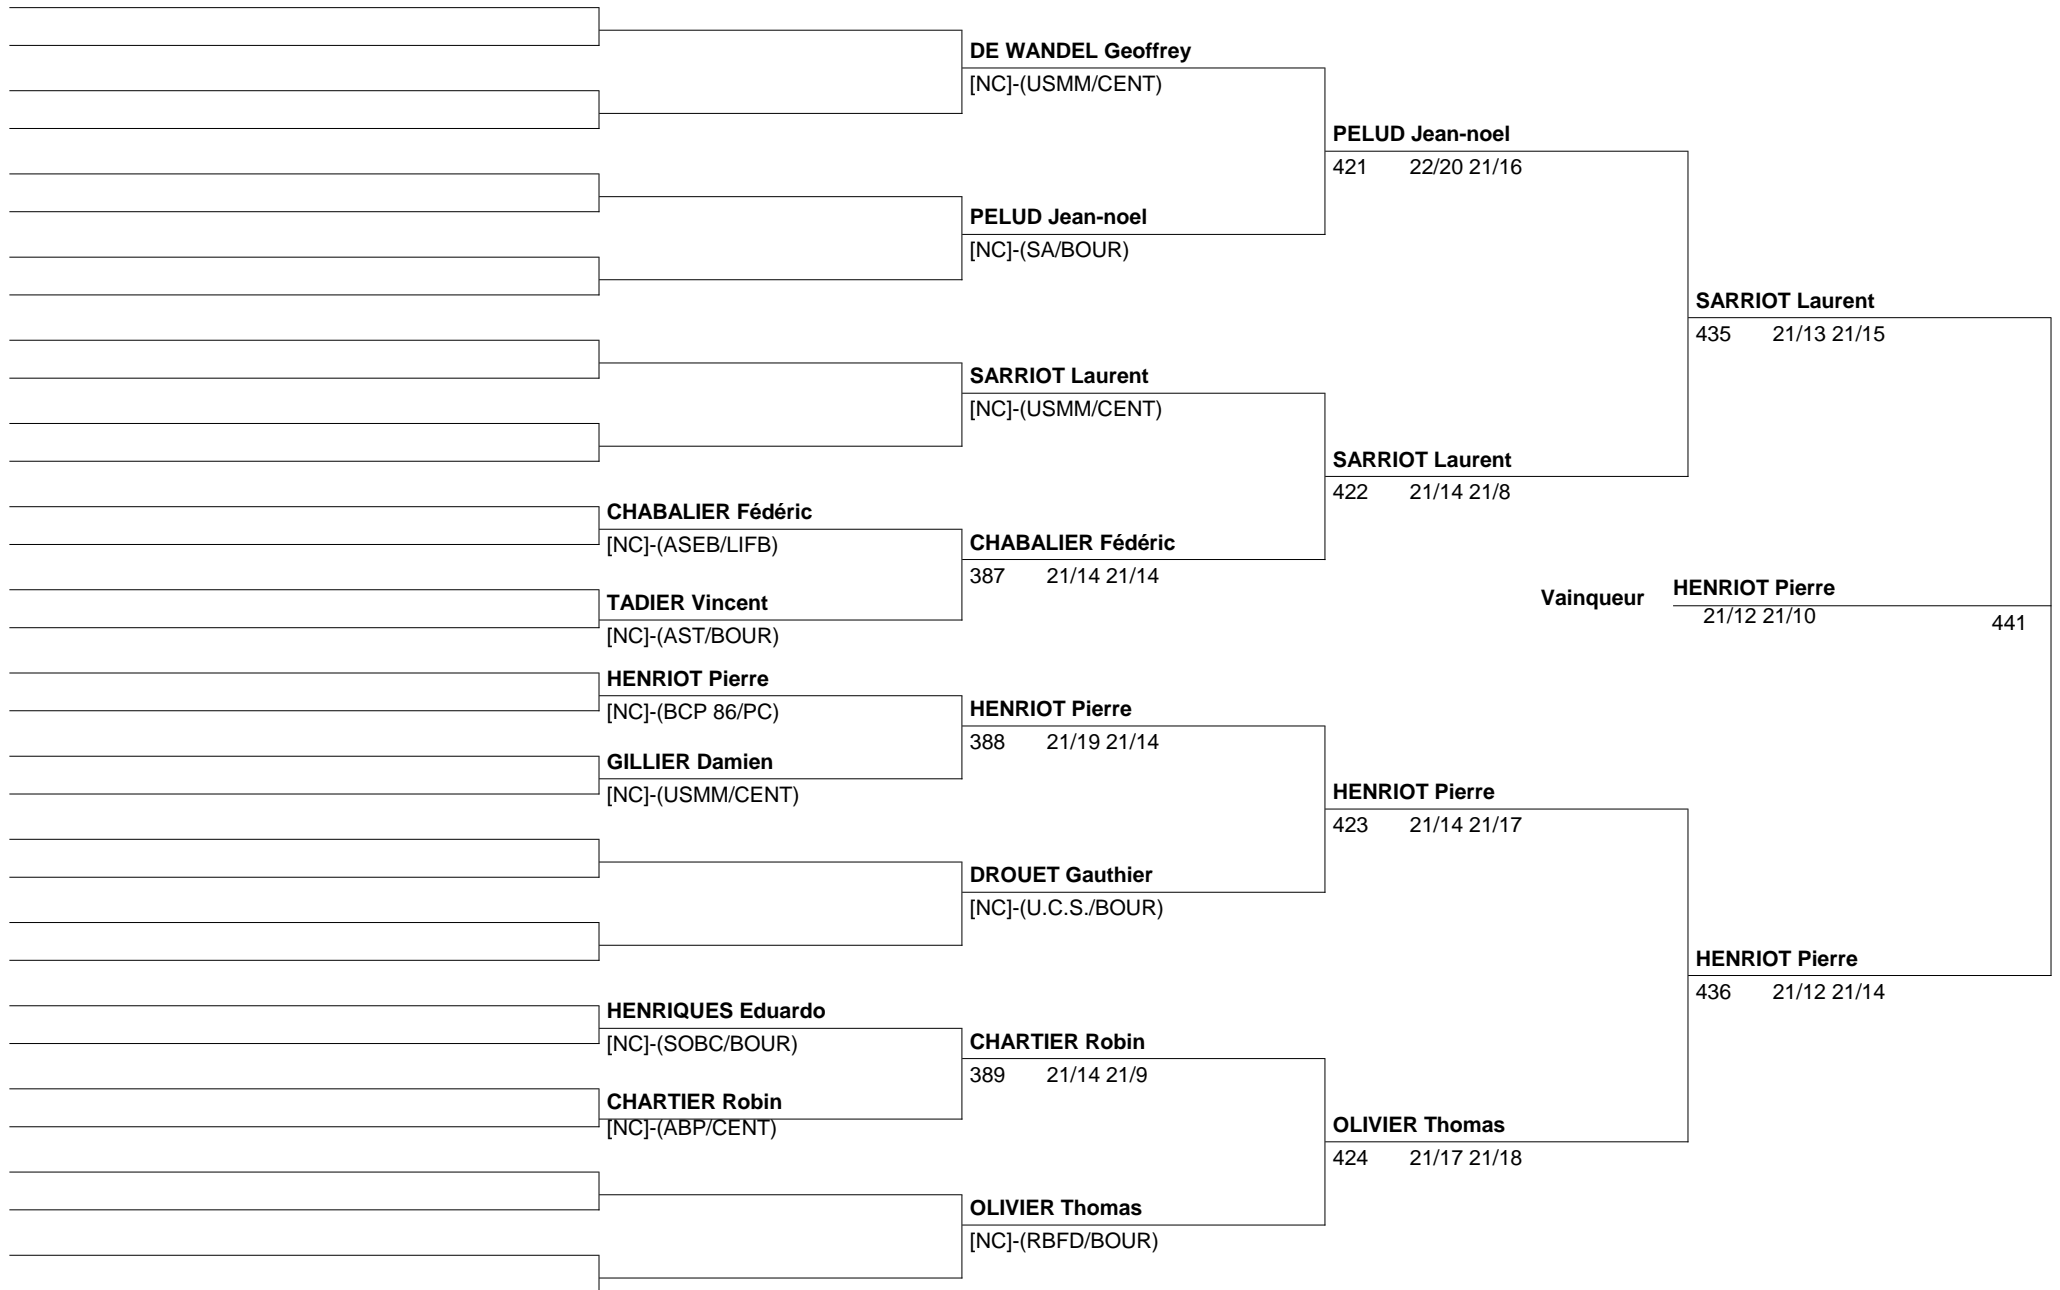 DE WANDEL Geoffrey
[NC]-(USMM/CENT)
PELUD Jean-noel
421 22/20 21/16
PELUD Jean-noel
[NC]-(SA/BOUR)
SARRIOT Laurent
435 21/13 21/15
SARRIOT Laurent
[NC]-(USMM/CENT)
SARRIOT Laurent
422 21/14 21/8
CHABALIER Fédéric
[NC]-(ASEB/LIFB)
CHABALIER Fédéric
387 21/14 21/14
TADIER Vincent
[NC]-(AST/BOUR)
Vainqueur HENRIOT Pierre
21/12 21/10 441
HENRIOT Pierre
[NC]-(BCP 86/PC)
HENRIOT Pierre
388 21/19 21/14
GILLIER Damien
[NC]-(USMM/CENT)
HENRIOT Pierre
423 21/14 21/17
DROUET Gauthier
[NC]-(U.C.S./BOUR)
HENRIOT Pierre
436 21/12 21/14
HENRIQUES Eduardo
[NC]-(SOBC/BOUR)
CHARTIER Robin
389 21/14 21/9
CHARTIER Robin
[NC]-(ABP/CENT)
OLIVIER Thomas
424 21/17 21/18
OLIVIER Thomas
[NC]-(RBFD/BOUR)